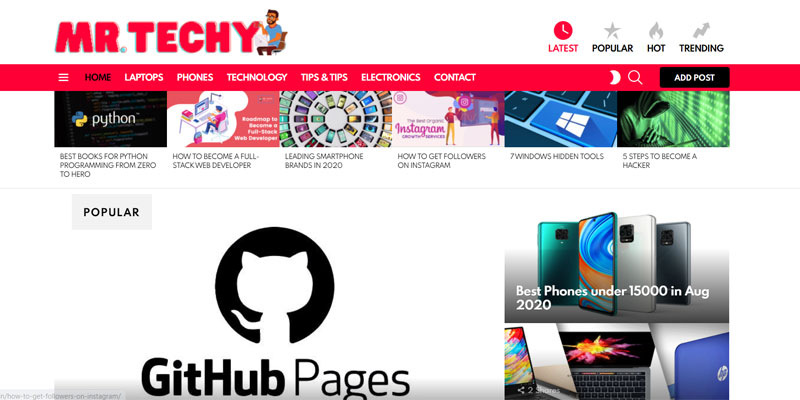 MR.TECHY
LATEST
POPULAR
HOT
TRENDING
HOME
LAPTOPS
PHONES
TECHNOLOGY
TIPS & TIPS
ELECTRONICS
CONTACT
ADD POST
python
Roadmap to
Become a
Full-Stack
Web Developer
The Best Organic
Instagram
GROWTH SERVICES
BEST BOOKS FOR PYTHON
PROGRAMMING FROM ZERO
TO HERO
HOW TO BECOME A FULL-
STACK WEB DEVELOPER
LEADING SMARTPHONE
BRANDS IN 2020
HOW TO GET FOLLOWERS
ON INSTAGRAM
7 WINDOWS HIDDEN TOOLS
5 STEPS TO BECOME A
HACKER
POPULAR
GitHub Pages
Best Phones under 15000 in Aug
2020
2 Shares
n/how-to-get-followers-on-instagram/